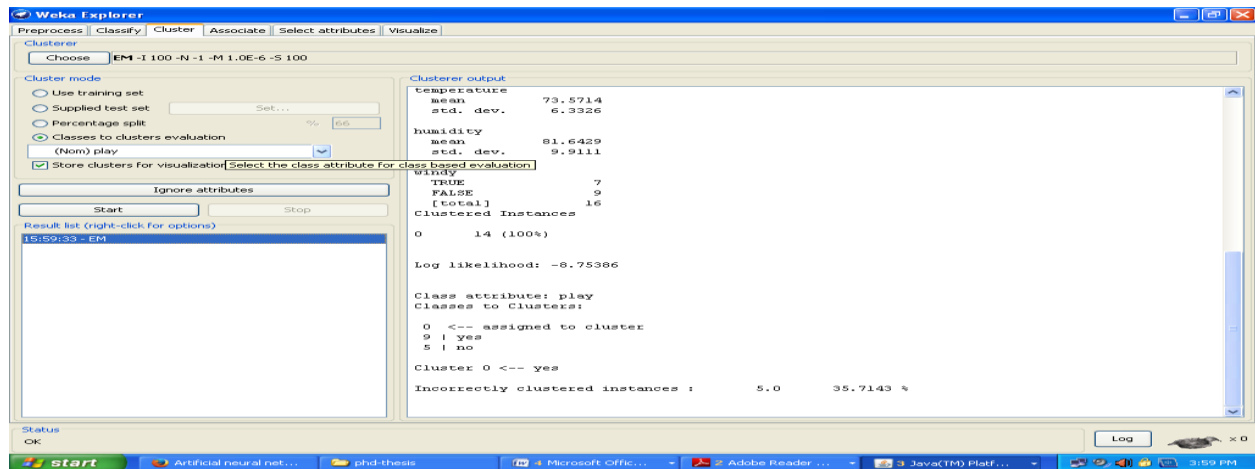 Weka Explorer
Preprocess Classify Cluster Associate Select attributes Visualize
Clusterer
Choose EM -I 100 -N -1 -M 1.0E-6 -S 100
Cluster mode
Use training set
Supplied test set Set...
Percentage split % 66
Classes to clusters evaluation
(Nom) play
Store clusters for visualization Select the class attribute for class based evaluation
Ignore attributes
Start Stop
Result list (right-click for options)
15:59:33 - EM
Clusterer output
temperature
mean 73.5714
std. dev. 6.3326
humidity
mean 81.6429
std. dev. 9.9111
windy
TRUE 7
FALSE 9
[total] 16
Clustered Instances
0 14 (100%)
Log likelihood: -8.75386
Class attribute: play
Classes to Clusters:
0 <-- assigned to cluster
9 | yes
5 | no
Cluster 0 <-- yes
Incorrectly clustered instances : 5.0 35.7143 %
Status
OK
Log x 0
start Artificial neural net... phd-thesis 4 Microsoft Offic... 2 Adobe Reader ... 3 Java(TM) Platf... 3:59 PM